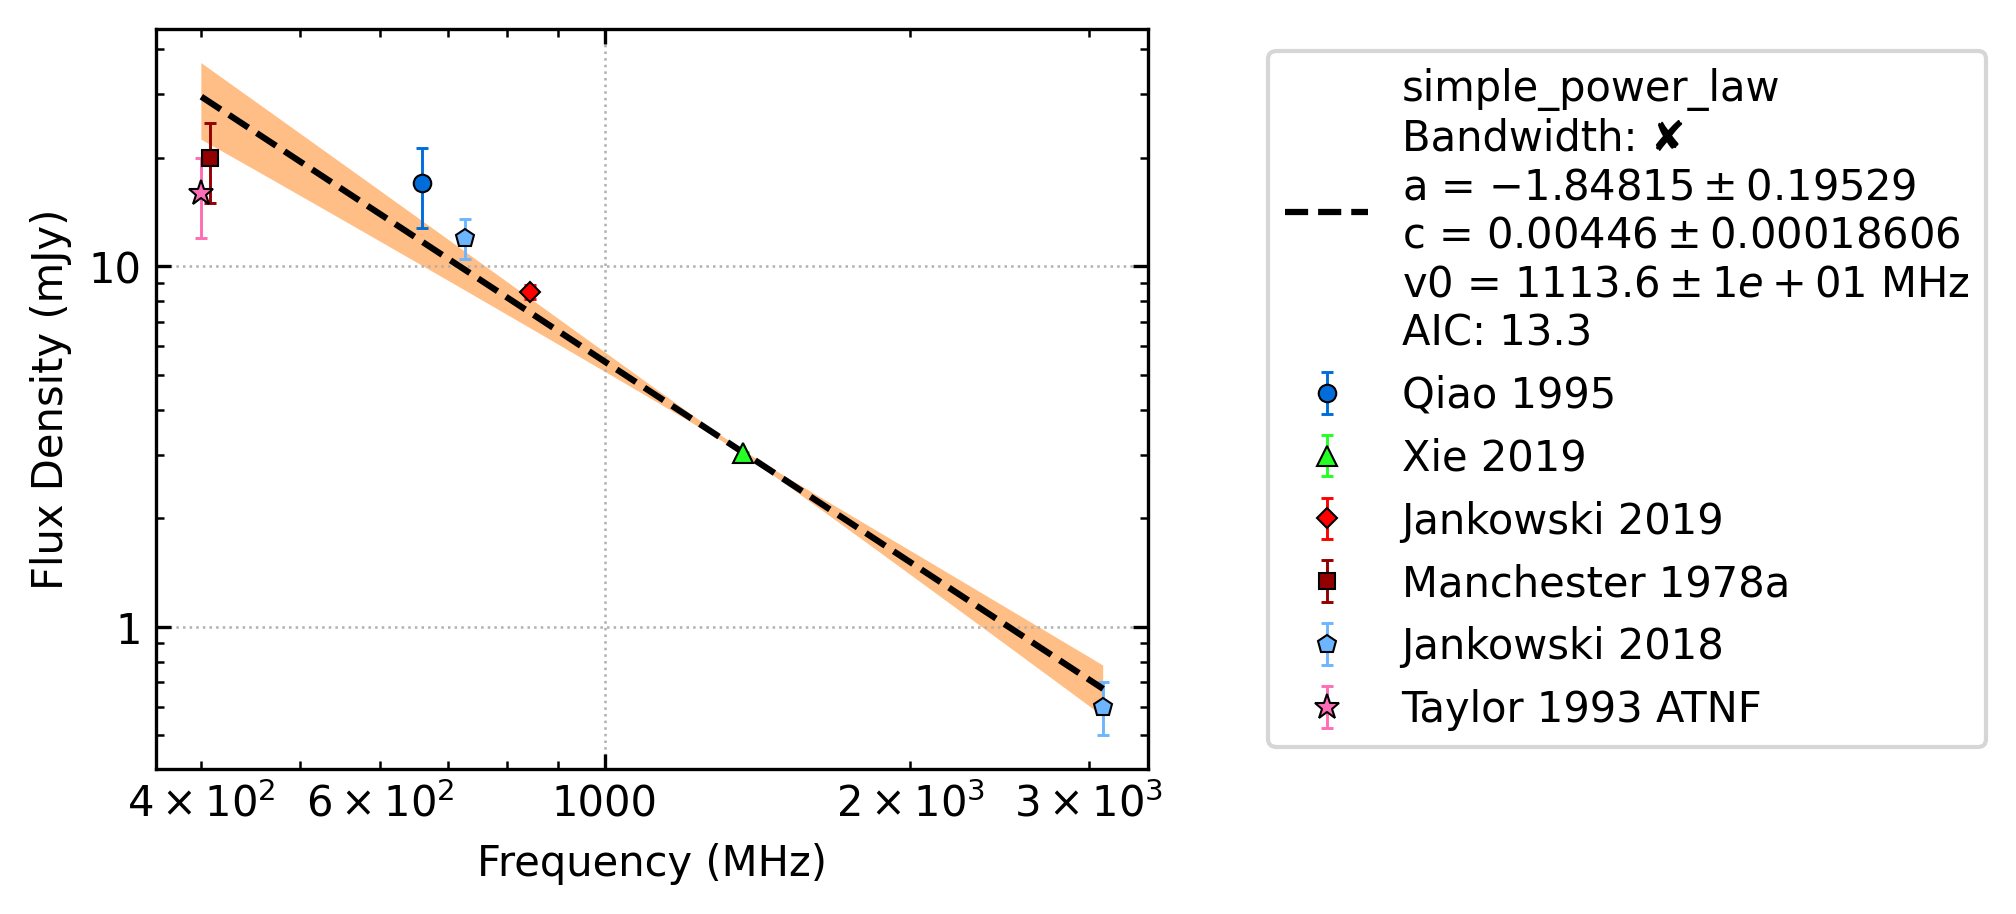 Flux Density (mJy)
10
1
4 × 10²
6 × 10²
1000
2 × 10³
3 × 10³
Frequency (MHz)
simple_power_law
Bandwidth: ✘
a = −1.84815 ± 0.19529
c = 0.00446 ± 0.00018606
v0 = 1113.6 ± 1e + 01 MHz
AIC: 13.3
Qiao 1995
Xie 2019
Jankowski 2019
Manchester 1978a
Jankowski 2018
Taylor 1993 ATNF